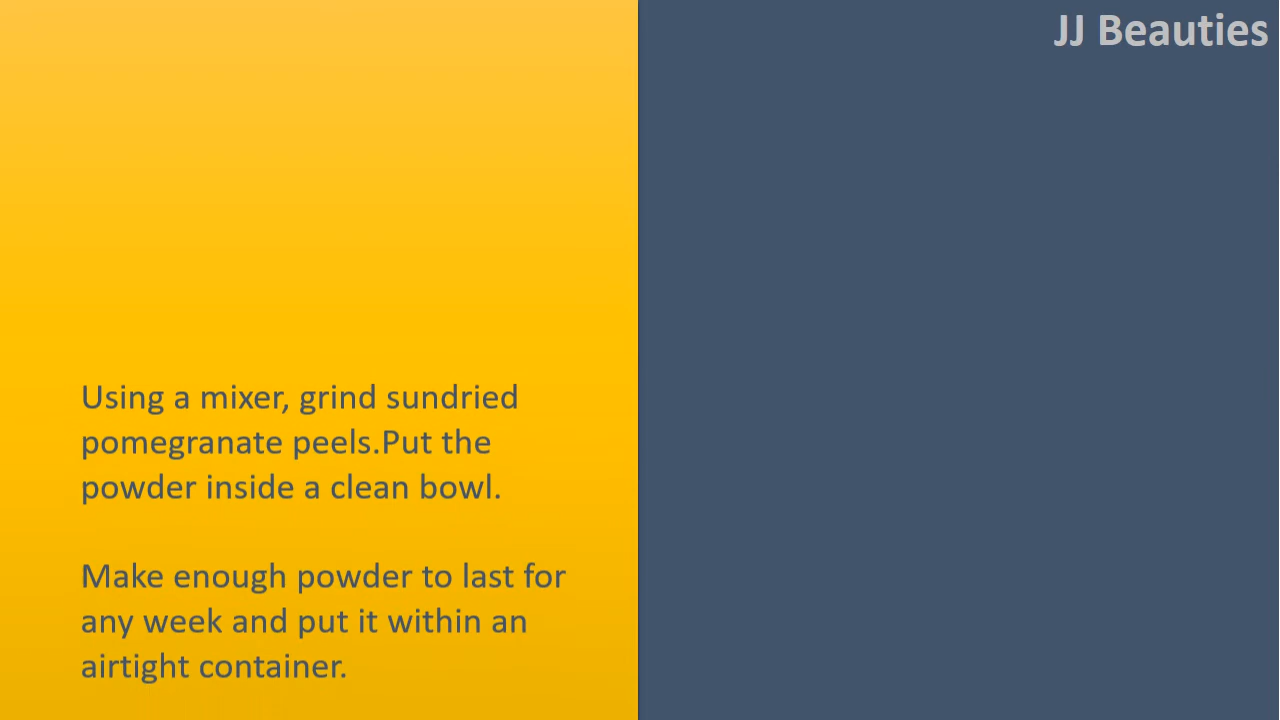 JJ Beauties
Using a mixer, grind sundried
pomegranate peels.Put the
powder inside a clean bowl.
Make enough powder to last for
any week and put it within an
airtight container.